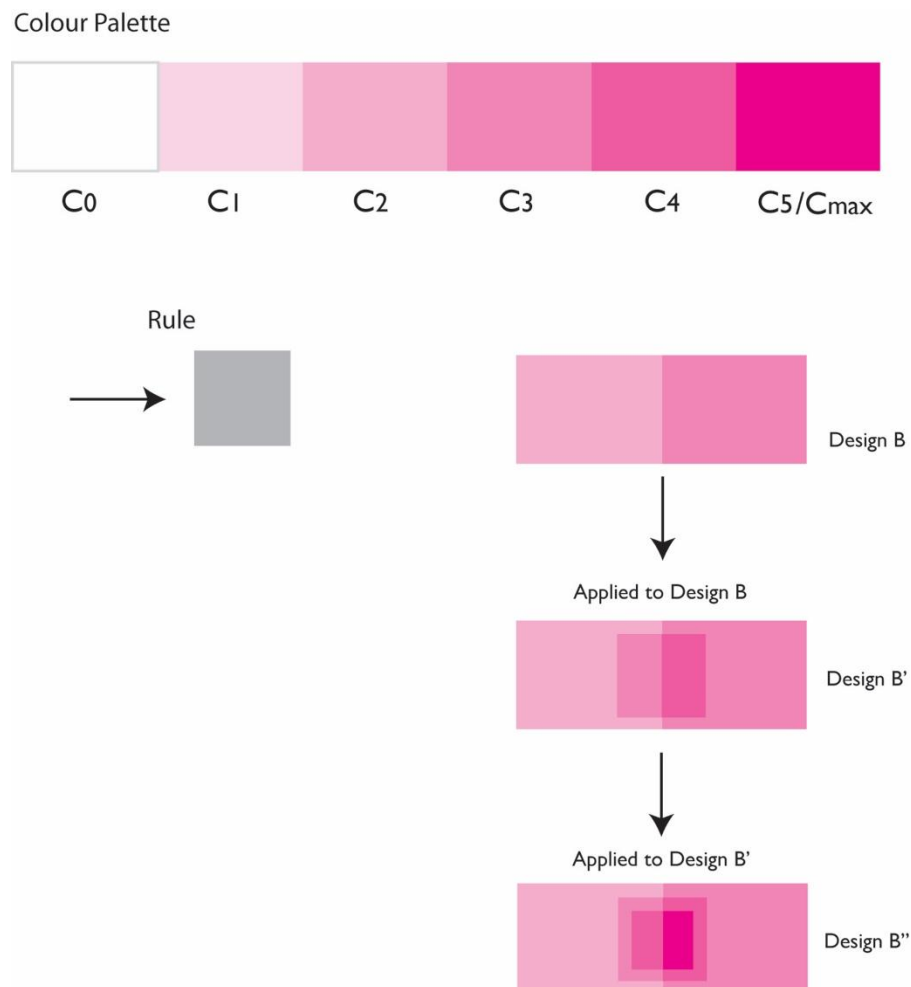 Colour Palette
C0 C1 C2 C3 C4 C5/Cmax
Rule
Design B
Applied to Design B
Design B'
Applied to Design B'
Design B''